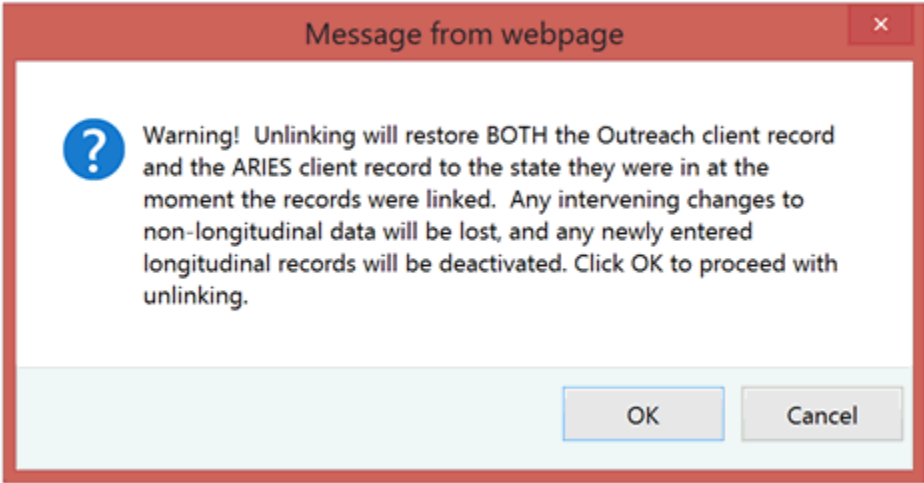 Message from webpage
Warning!  Unlinking will restore BOTH the Outreach client record
and the ARIES client record to the state they were in at the
moment the records were linked.  Any intervening changes to
non-longitudinal data will be lost, and any newly entered
longitudinal records will be deactivated. Click OK to proceed with
unlinking.
OK
Cancel